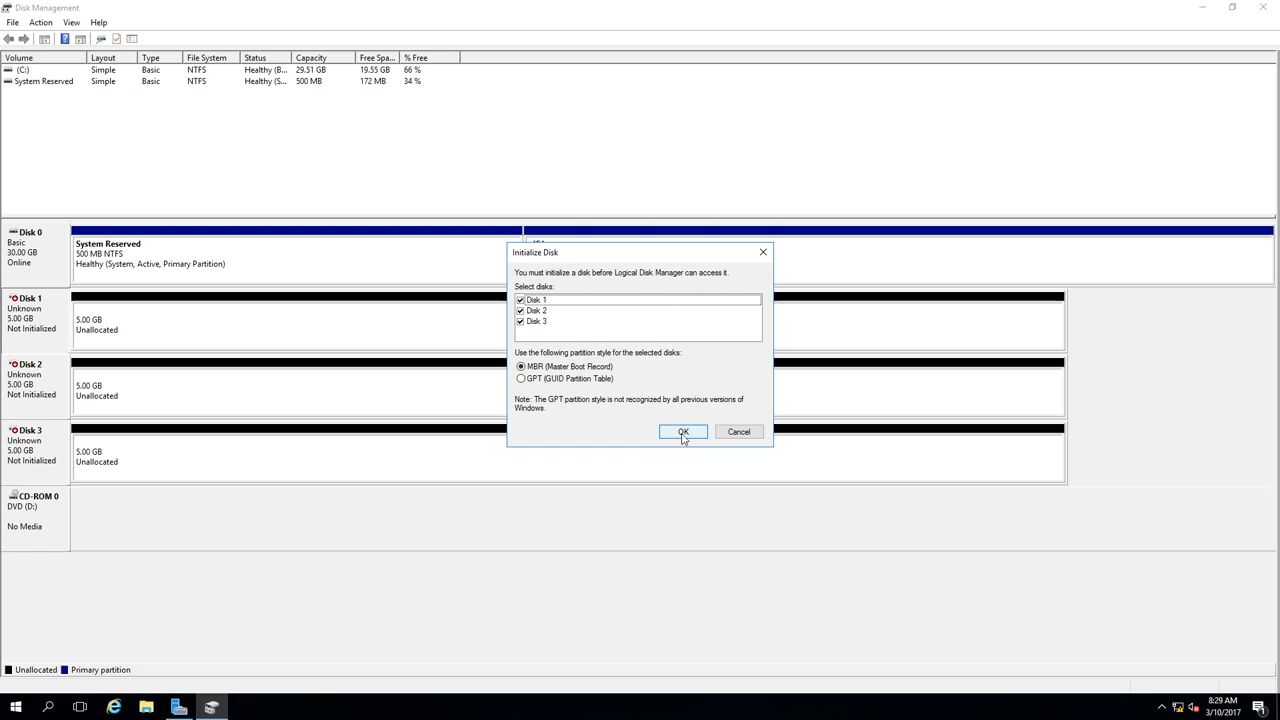 Disk Management
File Action View Help
Volume Layout Type File System Status Capacity Free Spa... % Free
(C:) Simple Basic NTFS Healthy (B... 29.51 GB 19.55 GB 66 %
System Reserved Simple Basic NTFS Healthy (S... 500 MB 172 MB 34 %
Disk 0
Basic
30.00 GB
Online
System Reserved
500 MB NTFS
Healthy (System, Active, Primary Partition)
Disk 1
Unknown
5.00 GB
Not Initialized
5.00 GB
Unallocated
Disk 2
Unknown
5.00 GB
Not Initialized
5.00 GB
Unallocated
Disk 3
Unknown
5.00 GB
Not Initialized
5.00 GB
Unallocated
CD-ROM 0
DVD (D:)
No Media
Initialize Disk
You must initialize a disk before Logical Disk Manager can access it.
Select disks:
Disk 1
Disk 2
Disk 3
Use the following partition style for the selected disks:
MBR (Master Boot Record)
GPT (GUID Partition Table)
Note: The GPT partition style is not recognized by all previous versions of
Windows.
OK Cancel
Unallocated Primary partition
8:29 AM
3/10/2017